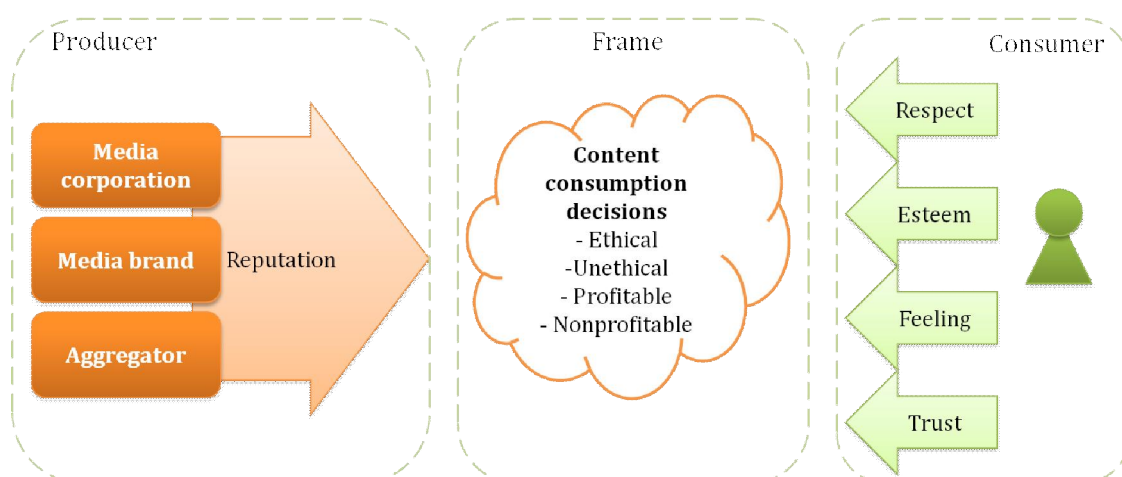 Producer
Media
corporation
Media brand
Aggregator
Reputation
Frame
Content
consumption
decisions
- Ethical
-Unethical
- Profitable
- Nonprofitable
Consumer
Respect
Esteem
Feeling
Trust